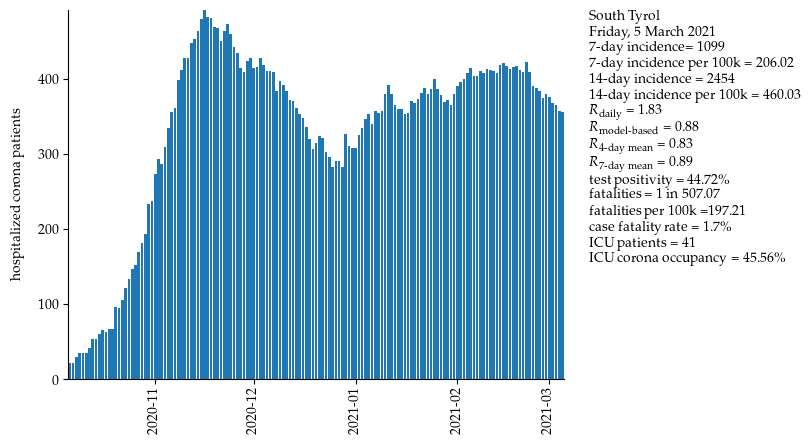 hospitalized corona patients
400
300
200
100
0
2020-11
2020-12
2021-01
2021-02
2021-03
South Tyrol
Friday, 5 March 2021
7-day incidence= 1099
7-day incidence per 100k = 206.02
14-day incidence = 2454
14-day incidence per 100k = 460.03
R daily = 1.83
R model-based = 0.88
R 4-day mean = 0.83
R 7-day mean = 0.89
test positivity = 44.72%
fatalities = 1 in 507.07
fatalities per 100k =197.21
case fatality rate = 1.7%
ICU patients = 41
ICU corona occupancy = 45.56%